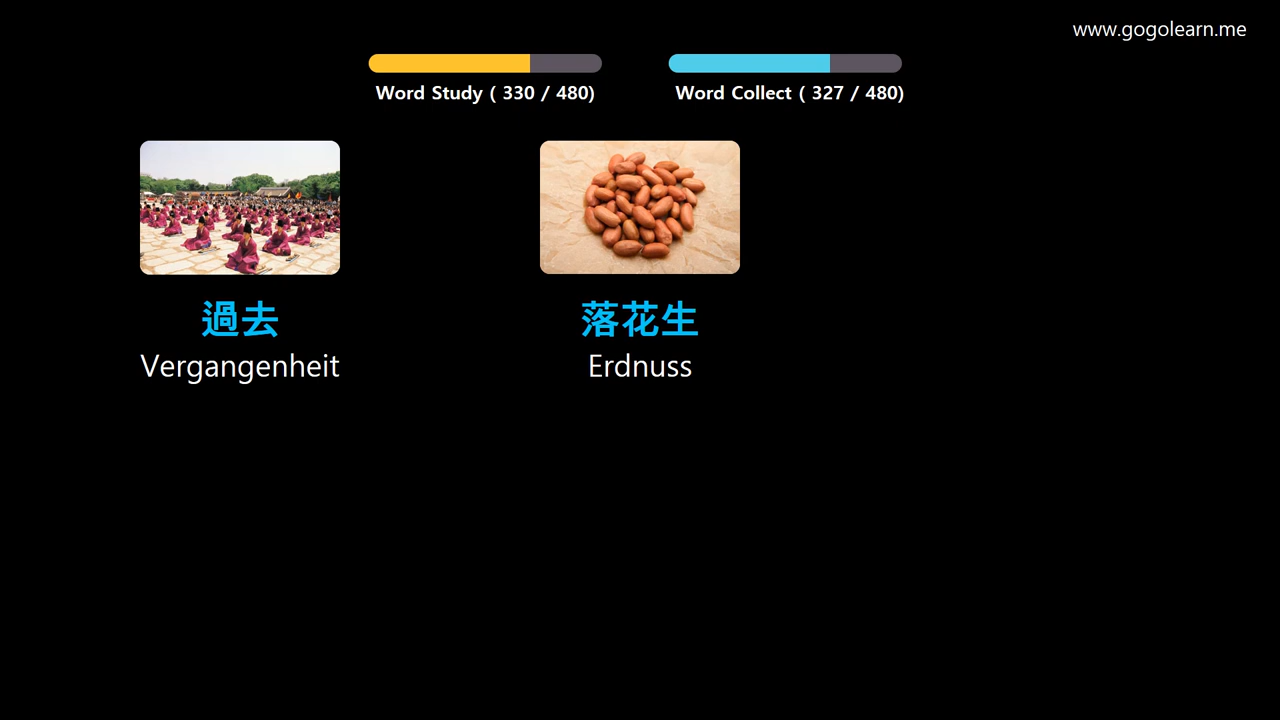 www.gogolearn.me
Word Study ( 330 / 480)
Word Collect ( 327 / 480)
過去
Vergangenheit
落花生
Erdnuss